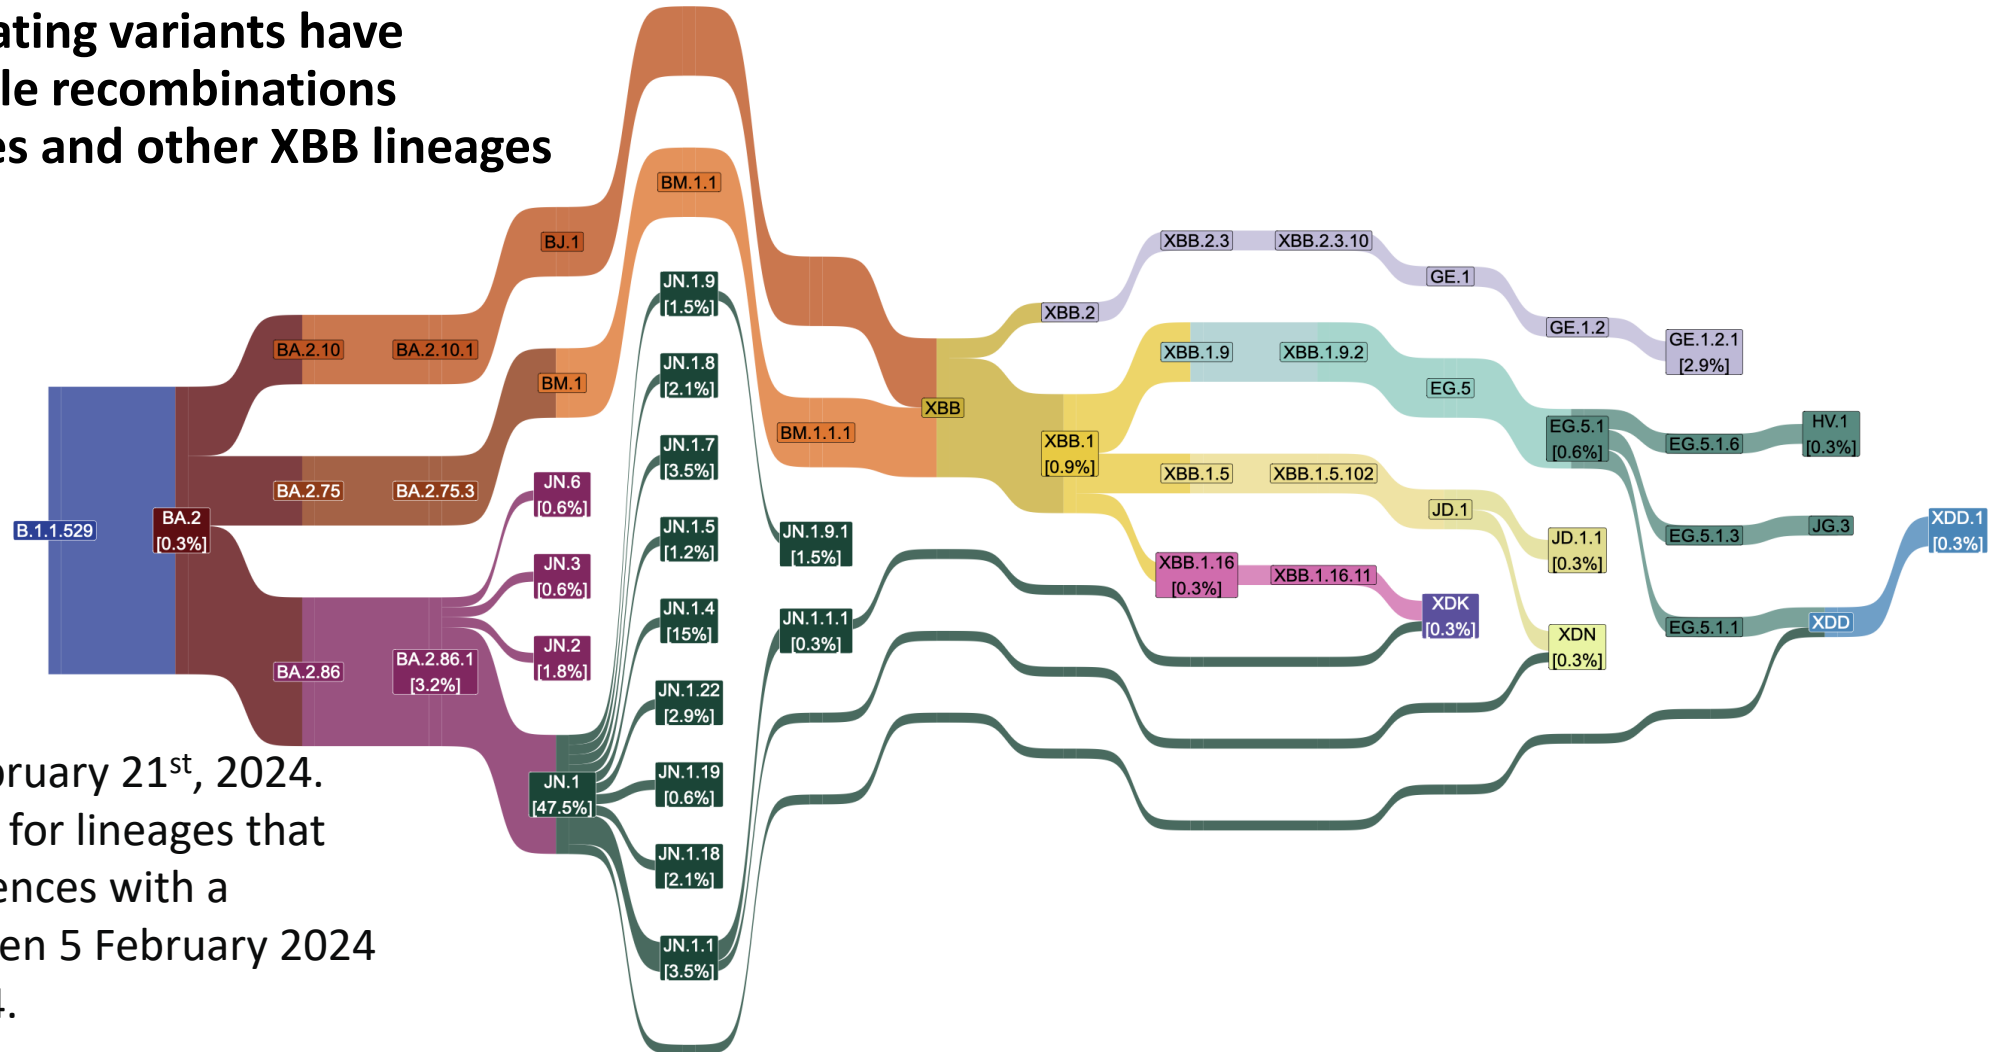 ating variants have
le recombinations
es and other XBB lineages
BM.1.1
BJ.1
JN.1.9
[1.5%]
XBB.2.3
XBB.2.3.10
GE.1
XBB.2
GE.1.2
GE.1.2.1
[2.9%]
BA.2.10
BA.2.10.1
BM.1
JN.1.8
[2.1%]
XBB.1.9
XBB.1.9.2
EG.5
XBB
BM.1.1.1
XBB.1
[0.9%]
EG.5.1
[0.6%]
EG.5.1.6
HV.1
[0.3%]
JN.1.7
[3.5%]
XBB.1.5
XBB.1.5.102
JD.1
BA.2.75
BA.2.75.3
JN.6
[0.6%]
B.1.1.529
BA.2
[0.3%]
JN.1.5
[1.2%]
JN.1.9.1
[1.5%]
JD.1.1
[0.3%]
EG.5.1.3
JG.3
XDD.1
[0.3%]
JN.3
[0.6%]
XBB.1.16
[0.3%]
XBB.1.16.11
XDK
[0.3%]
JN.1.4
[15%]
JN.1.1.1
[0.3%]
XDN
[0.3%]
EG.5.1.1
XDD
JN.2
[1.8%]
BA.2.86
BA.2.86.1
[3.2%]
JN.1.22
[2.9%]
JN.1
[47.5%]
JN.1.19
[0.6%]
JN.1.18
[2.1%]
JN.1.1
[3.5%]
bruary 21st, 2024.
for lineages that
ences with a
en 5 February 2024
4.